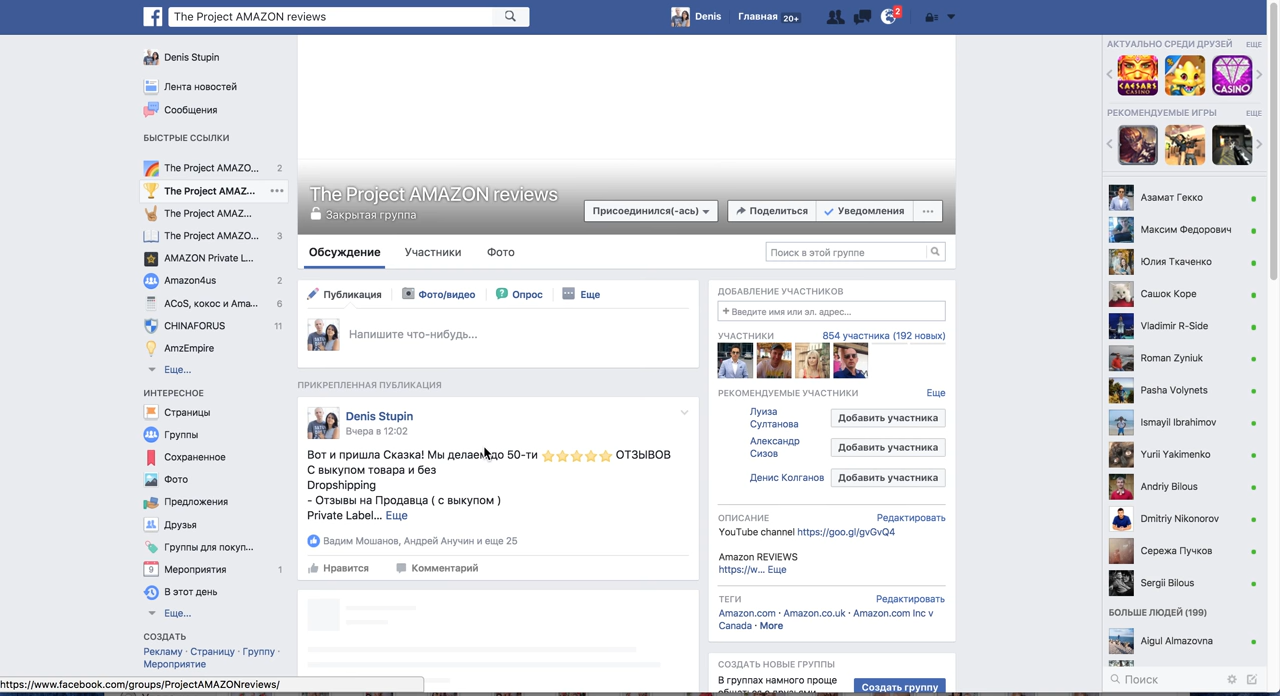 The Project AMAZON reviews
Denis
Главная 20+
2
Denis Stupin
Лента новостей
Сообщения
БЫСТРЫЕ ССЫЛКИ
The Project AMAZO... 2
The Project AMAZ...
The Project AMAZ...
The Project AMAZO... 3
AMAZON Private L...
Amazon4us 2
ACoS, кокос и Ama... 6
CHINAFORUS 11
AmzEmpire
Еще...
ИНТЕРЕСНОЕ
Страницы
Группы
Сохраненное
Фото
Предложения
Друзья
Группы для покуп...
9 Мероприятия 1
В этот день
Еще...
СОЗДАТЬ
Рекламу · Страницу · Группу ·
Мероприятие
https://www.facebook.com/groups/ProjectAMAZONreviews/
The Project AMAZON reviews
Закрытая группа
Присоединился(-ась)
Поделиться
Уведомления
Обсуждение
Участники
Фото
Поиск в этой группе
Публикация
Фото/видео
Опрос
Еще
Напишите что-нибудь...
ПРИКРЕПЛЕННАЯ ПУБЛИКАЦИЯ
Denis Stupin
Вчера в 12:02
Вот и пришла Сказка! Мы делаем до 50-ти ⭐⭐⭐⭐⭐ ОТЗЫВОВ
С выкупом товара и без
Dropshipping
- Отзывы на Продавца ( с выкупом )
Private Label... Еще
Вадим Мошанов, Андрей Анучин и еще 25
Нравится
Комментарий
ДОБАВЛЕНИЕ УЧАСТНИКОВ
+ Введите имя или эл. адрес...
УЧАСТНИКИ
854 участника (192 новых)
РЕКОМЕНДУЕМЫЕ УЧАСТНИКИ
Еще
Луиза
Султанова
Добавить участника
Александр
Сизов
Добавить участника
Денис Колганов
Добавить участника
ОПИСАНИЕ
Редактировать
YouTube channel https://goo.gl/gvGvQ4
Amazon REVIEWS
https://w... Еще
ТЕГИ
Редактировать
Amazon.com · Amazon.co.uk · Amazon.com Inc v
Canada · More
СОЗДАТЬ НОВЫЕ ГРУППЫ
В группах намного проще
общаться с друзьями
Создать группу
АКТУАЛЬНО СРЕДИ ДРУЗЕЙ ЕЩЕ
CAESARS
CASINO
CASINO
РЕКОМЕНДУЕМЫЕ ИГРЫ ЕЩЕ
Азамат Гекко
Максим Федорович
Юлия Ткаченко
Сашок Коре
Vladimir R-Side
Roman Zyniuk
Pasha Volynets
Ismayil Ibrahimov
Yurii Yakimenko
Andriy Bilous
Dmitriy Nikonorov
Сережа Пучков
Sergii Bilous
БОЛЬШЕ ЛЮДЕЙ (199)
Aigul Almazovna
Поиск